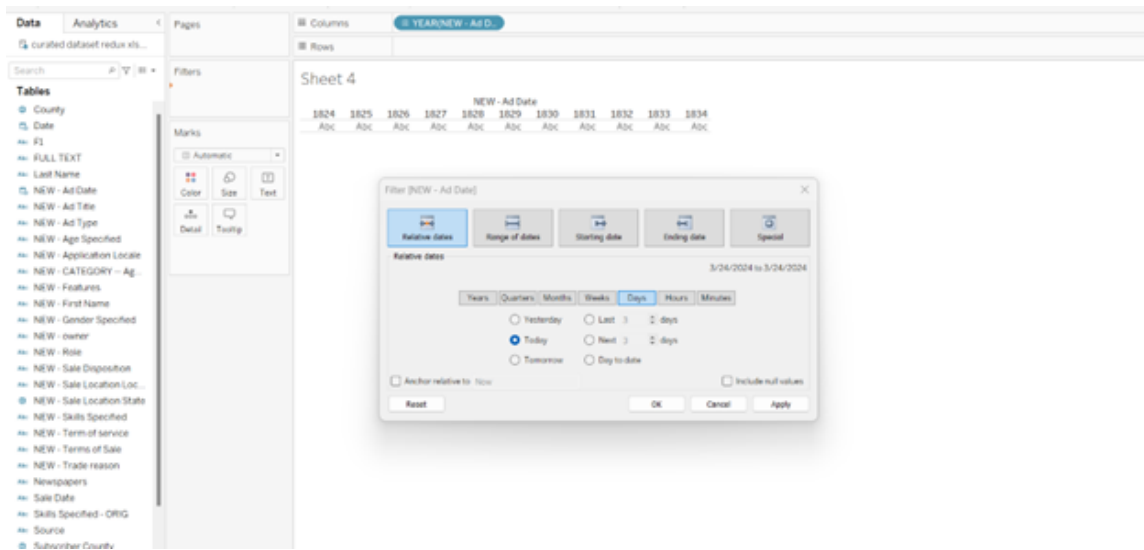 Data Analytics
curated dataset redux xls...
Search
Tables
County
Date
F1
FULL TEXT
Last Name
NEW - Ad Date
NEW - Ad Title
NEW - Ad Type
NEW - Age Specified
NEW - Application Locale
NEW - CATEGORY -- Ag...
NEW - Features
NEW - First Name
NEW - Gender Specified
NEW - owner
NEW - Role
NEW - Sale Disposition
NEW - Sale Location Loc...
NEW - Sale Location State
NEW - Skills Specified
NEW - Term of service
NEW - Terms of Sale
NEW - Trade reason
Newspapers
Sale Date
Skills Specified - ORIG
Source
Subscriber County
Pages
Filters
Marks
Automatic
Color Size Text
Detail Tooltip
Columns YEAR(NEW - Ad D..
Rows
Sheet 4
NEW - Ad Date
1824 1825 1826 1827 1828 1829 1830 1831 1832 1833 1834
Abc Abc Abc Abc Abc Abc Abc Abc Abc Abc Abc
Filter [NEW - Ad Date]
Relative dates Range of dates Starting date Ending date Special
Relative dates
3/24/2024 to 3/24/2024
Years Quarters Months Weeks Days Hours Minutes
Yesterday Last 3 days
Today Next 3 days
Tomorrow Day to date
Anchor relative to Now Include null values
Reset OK Cancel Apply